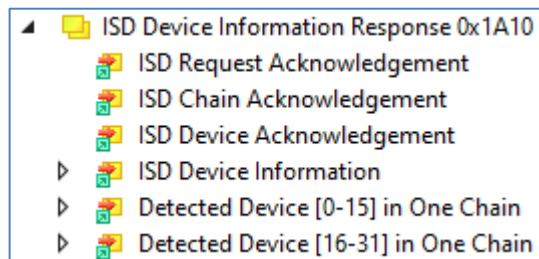 ISD Device Information Response 0x1A10
ISD Request Acknowledgement
ISD Chain Acknowledgement
ISD Device Acknowledgement
ISD Device Information
Detected Device [0-15] in One Chain
Detected Device [16-31] in One Chain